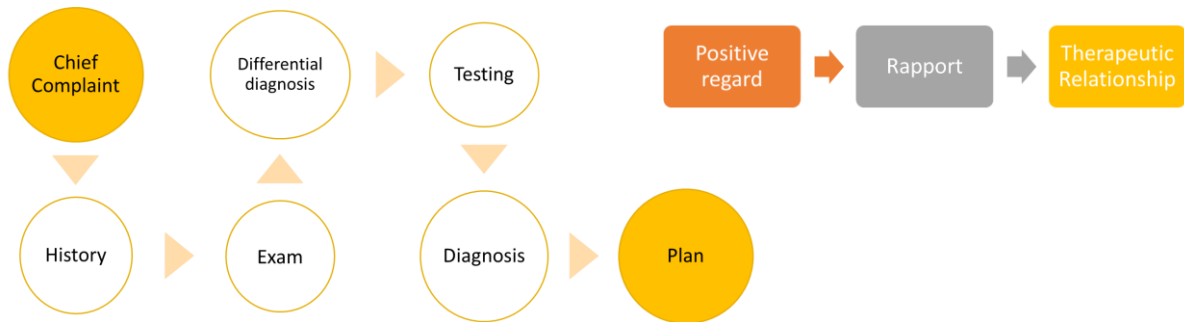 Chief
Complaint
History
Exam
Differential
diagnosis
Testing
Diagnosis
Plan
Positive
regard
Rapport
Therapeutic
Relationship